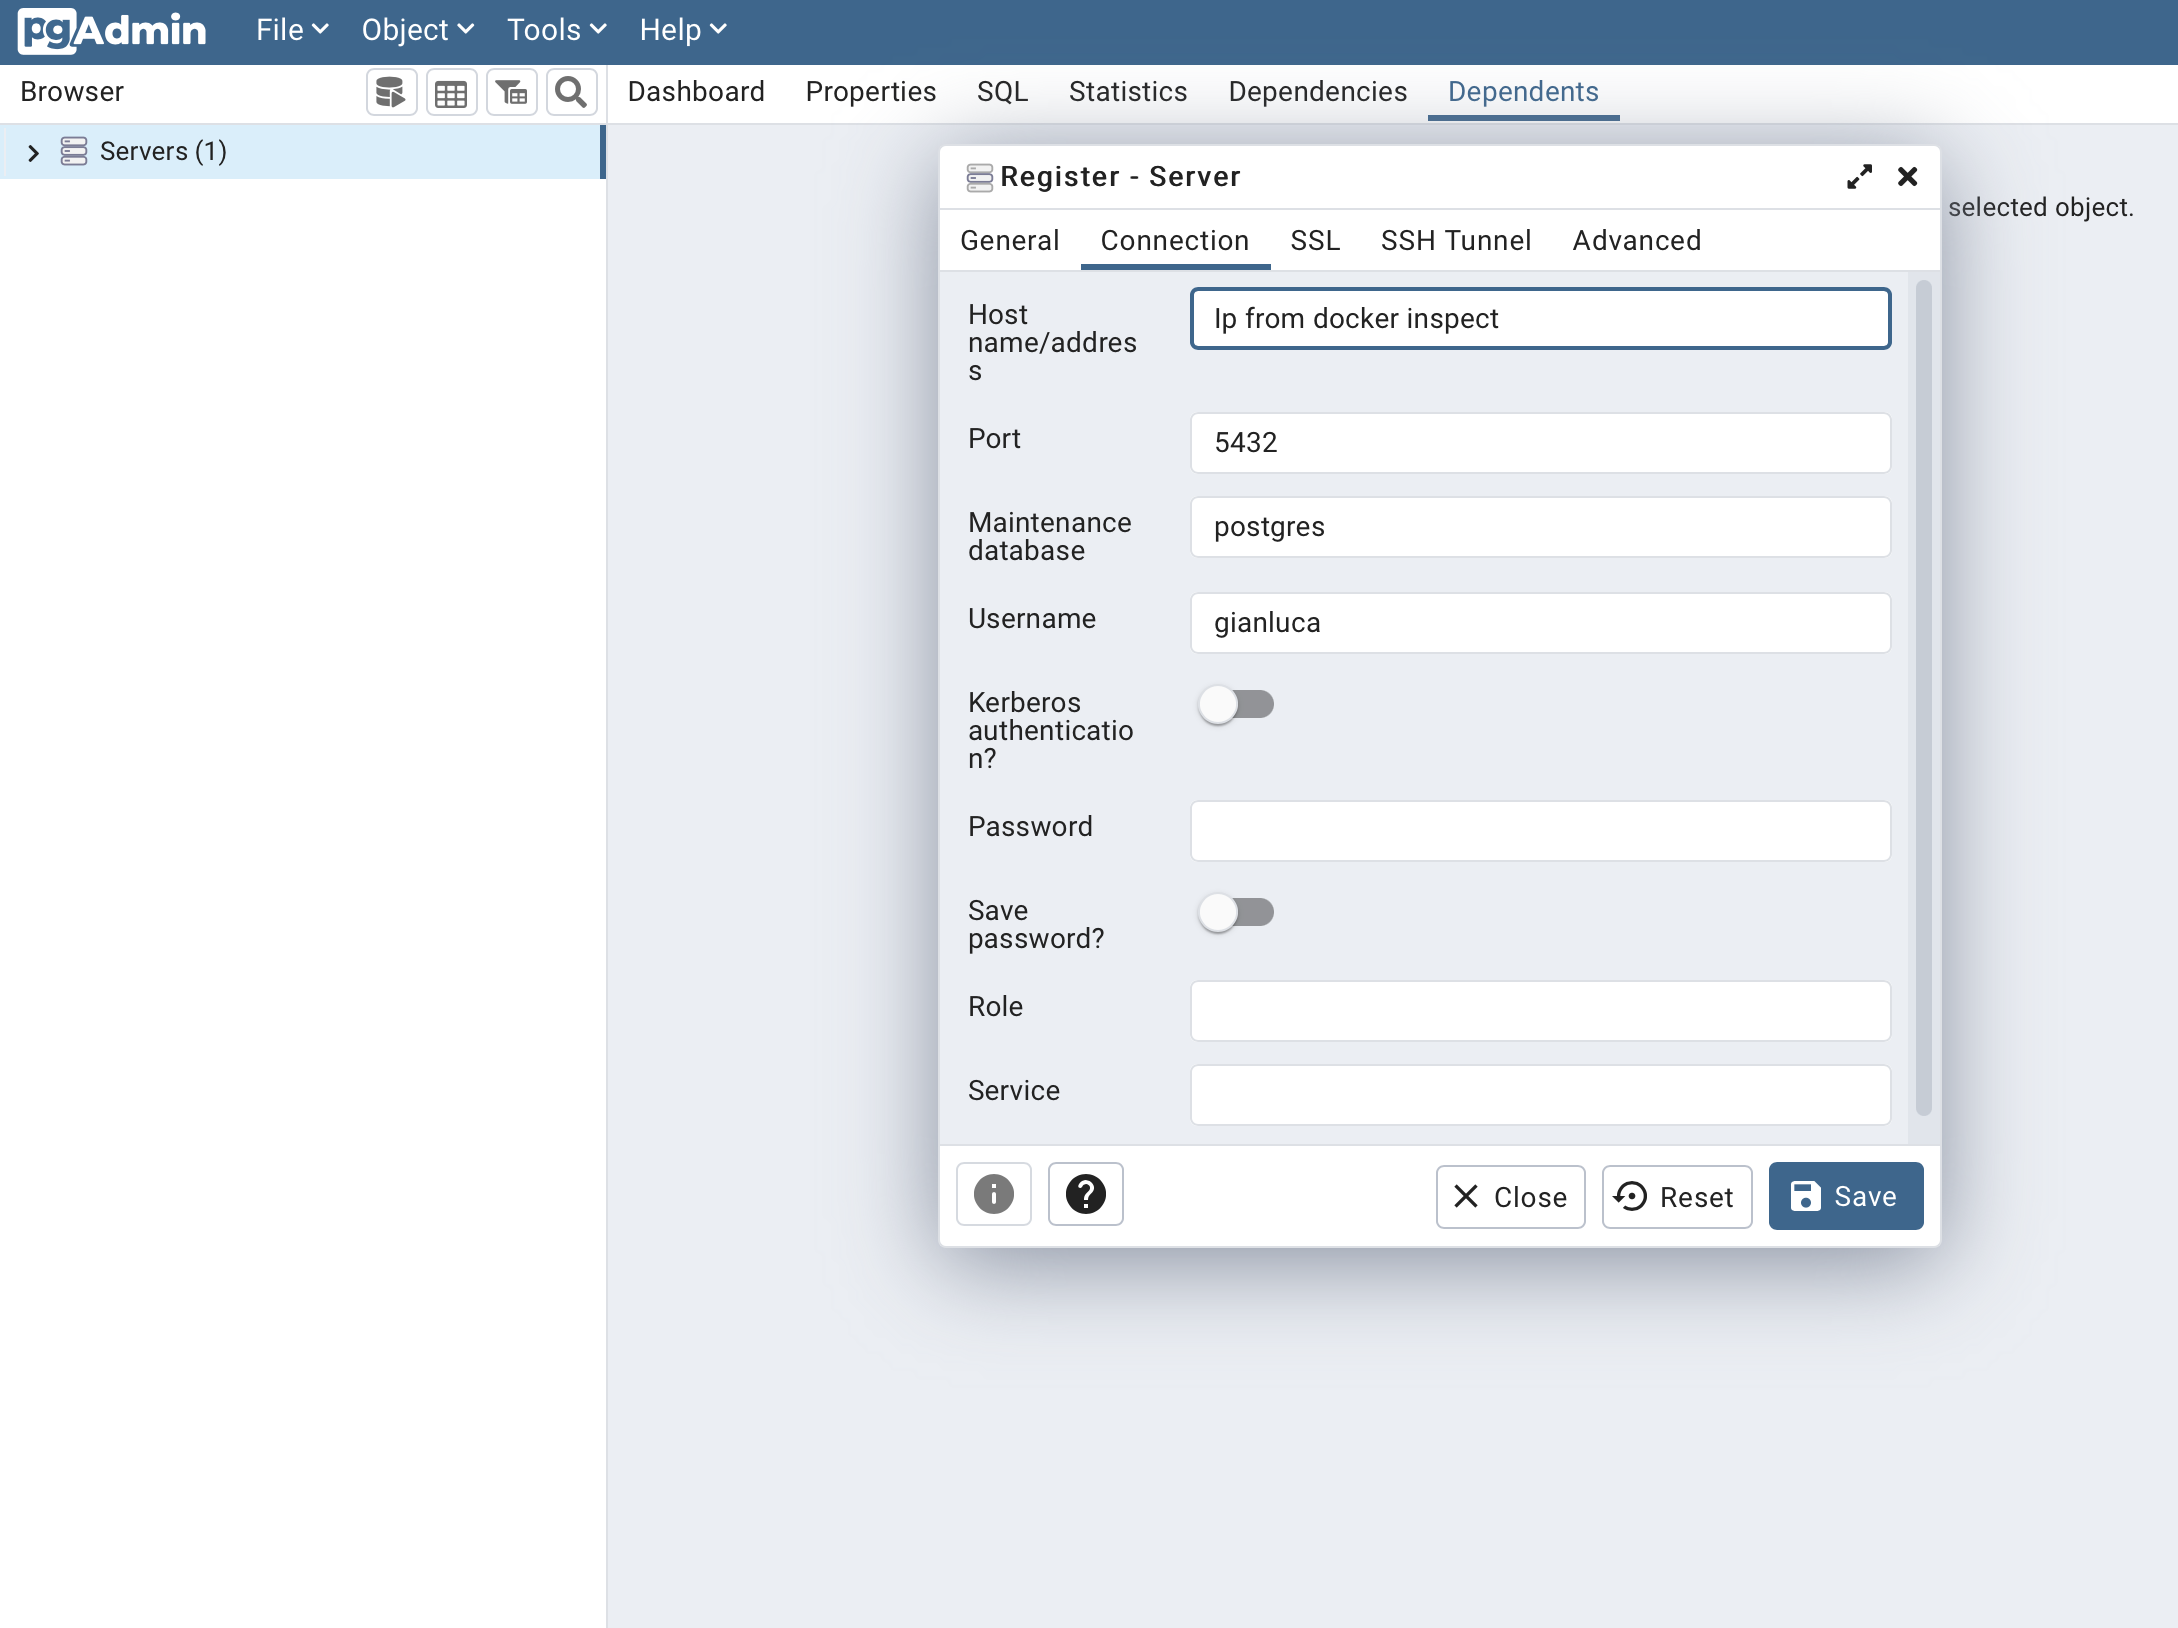 pgAdmin File Object Tools Help
Browser
Dashboard Properties SQL Statistics Dependencies Dependents
Servers (1)
selected object.
Register - Server
General Connection SSL SSH Tunnel Advanced
Host
name/addres
s
Ip from docker inspect
Port
5432
Maintenance
database
postgres
Username
gianluca
Kerberos
authenticatio
n?
Password
Save
password?
Role
Service
Close Reset Save